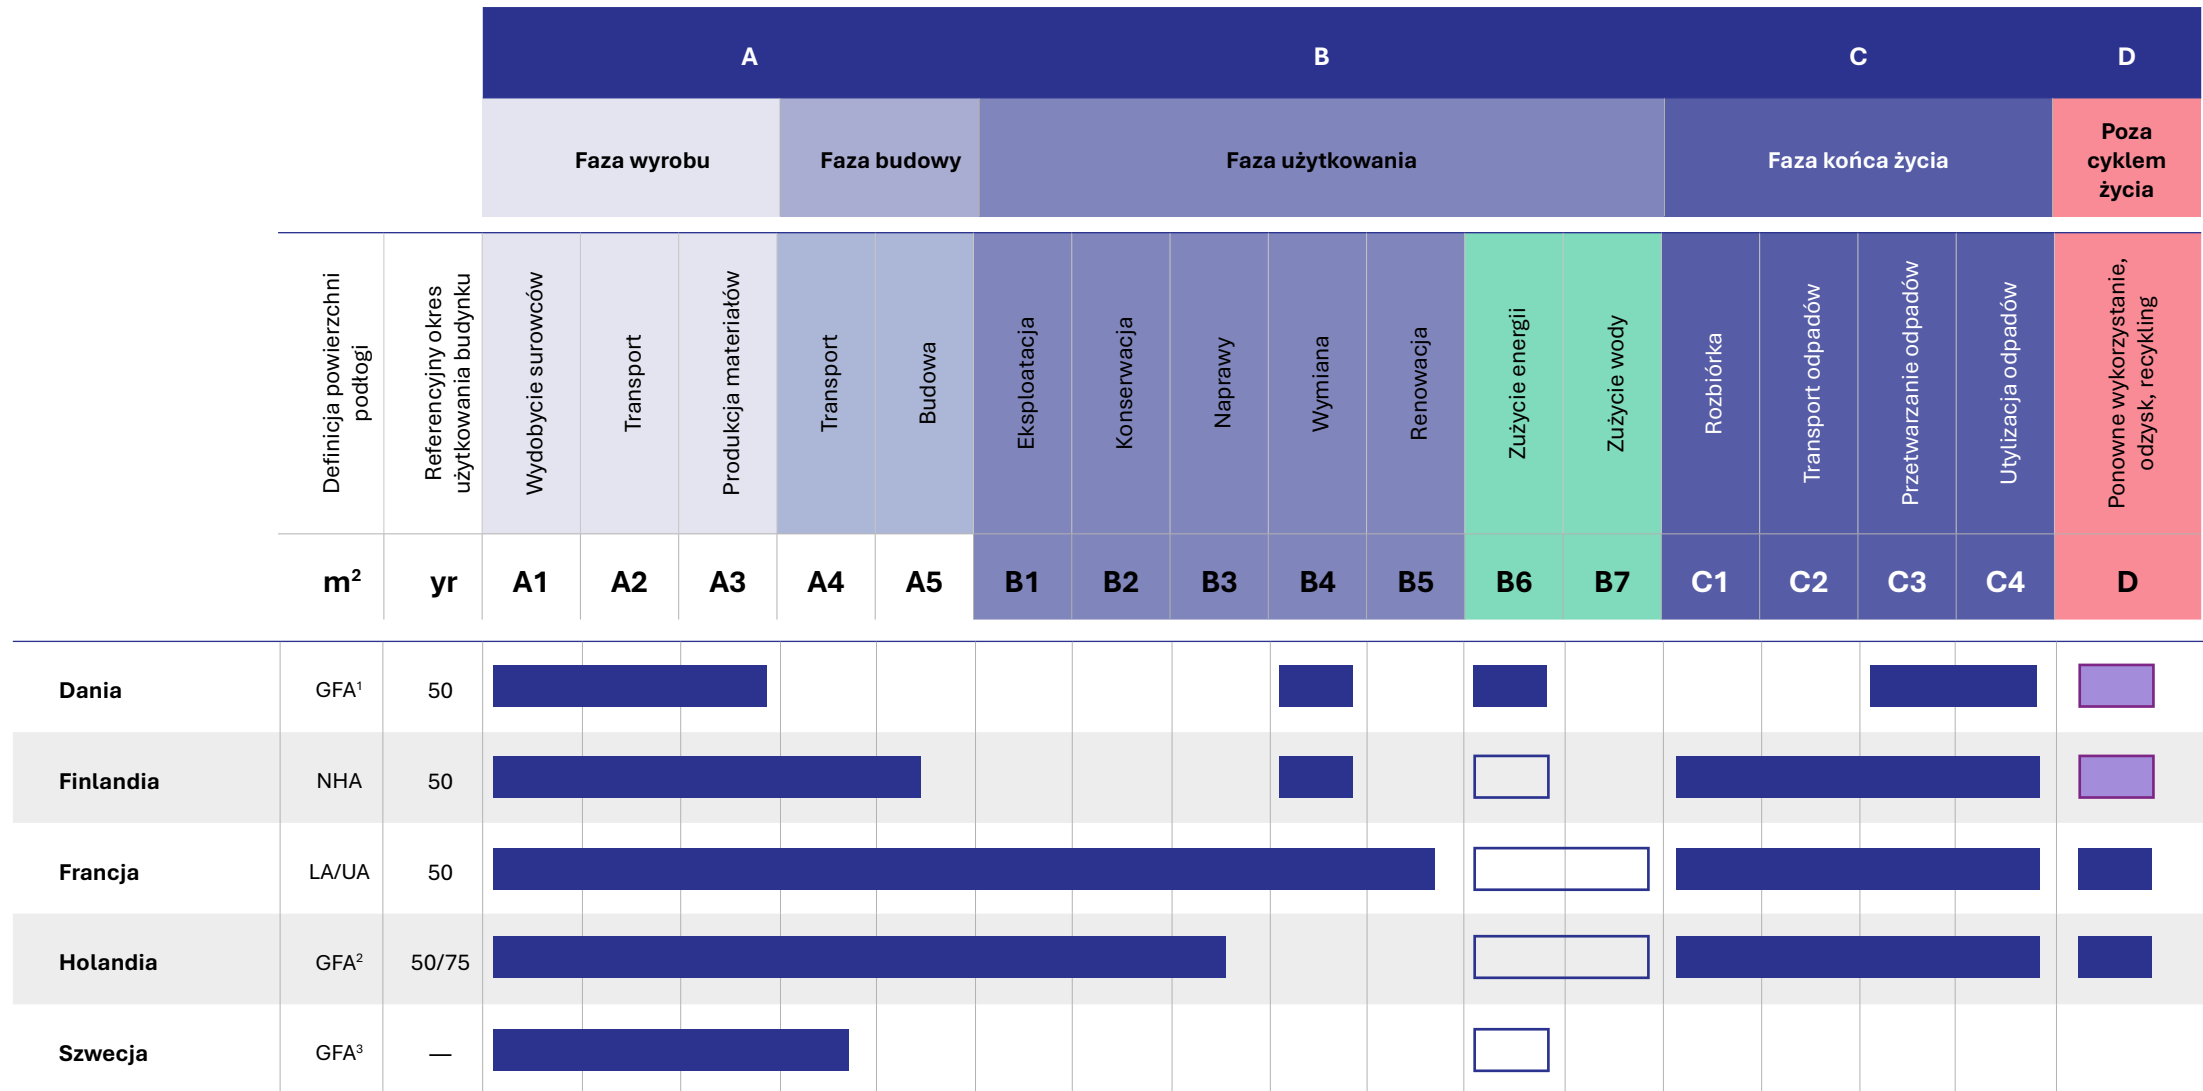 A
B
C
D
Faza wyrobu
Faza budowy
Faza użytkowania
Faza końca życia
Poza
cyklem
życia
Definicja powierzchni
podłogi
Referencyjny okres
użytkowania budynku
Wydobycie surowców
Transport
Produkcja materiałów
Transport
Budowa
Eksploatacja
Konserwacja
Naprawy
Wymiana
Renowacja
Zużycie energii
Zużycie wody
Rozbiórka
Transport odpadów
Przetwarzanie odpadów
Utylizacja odpadów
Ponowne wykorzystanie,
odzysk, recykling
m² yr A1 A2 A3 A4 A5 B1 B2 B3 B4 B5 B6 B7 C1 C2 C3 C4 D
Dania GFA¹ 50
Finlandia NHA 50
Francja LA/UA 50
Holandia GFA² 50/75
Szwecja GFA³ —